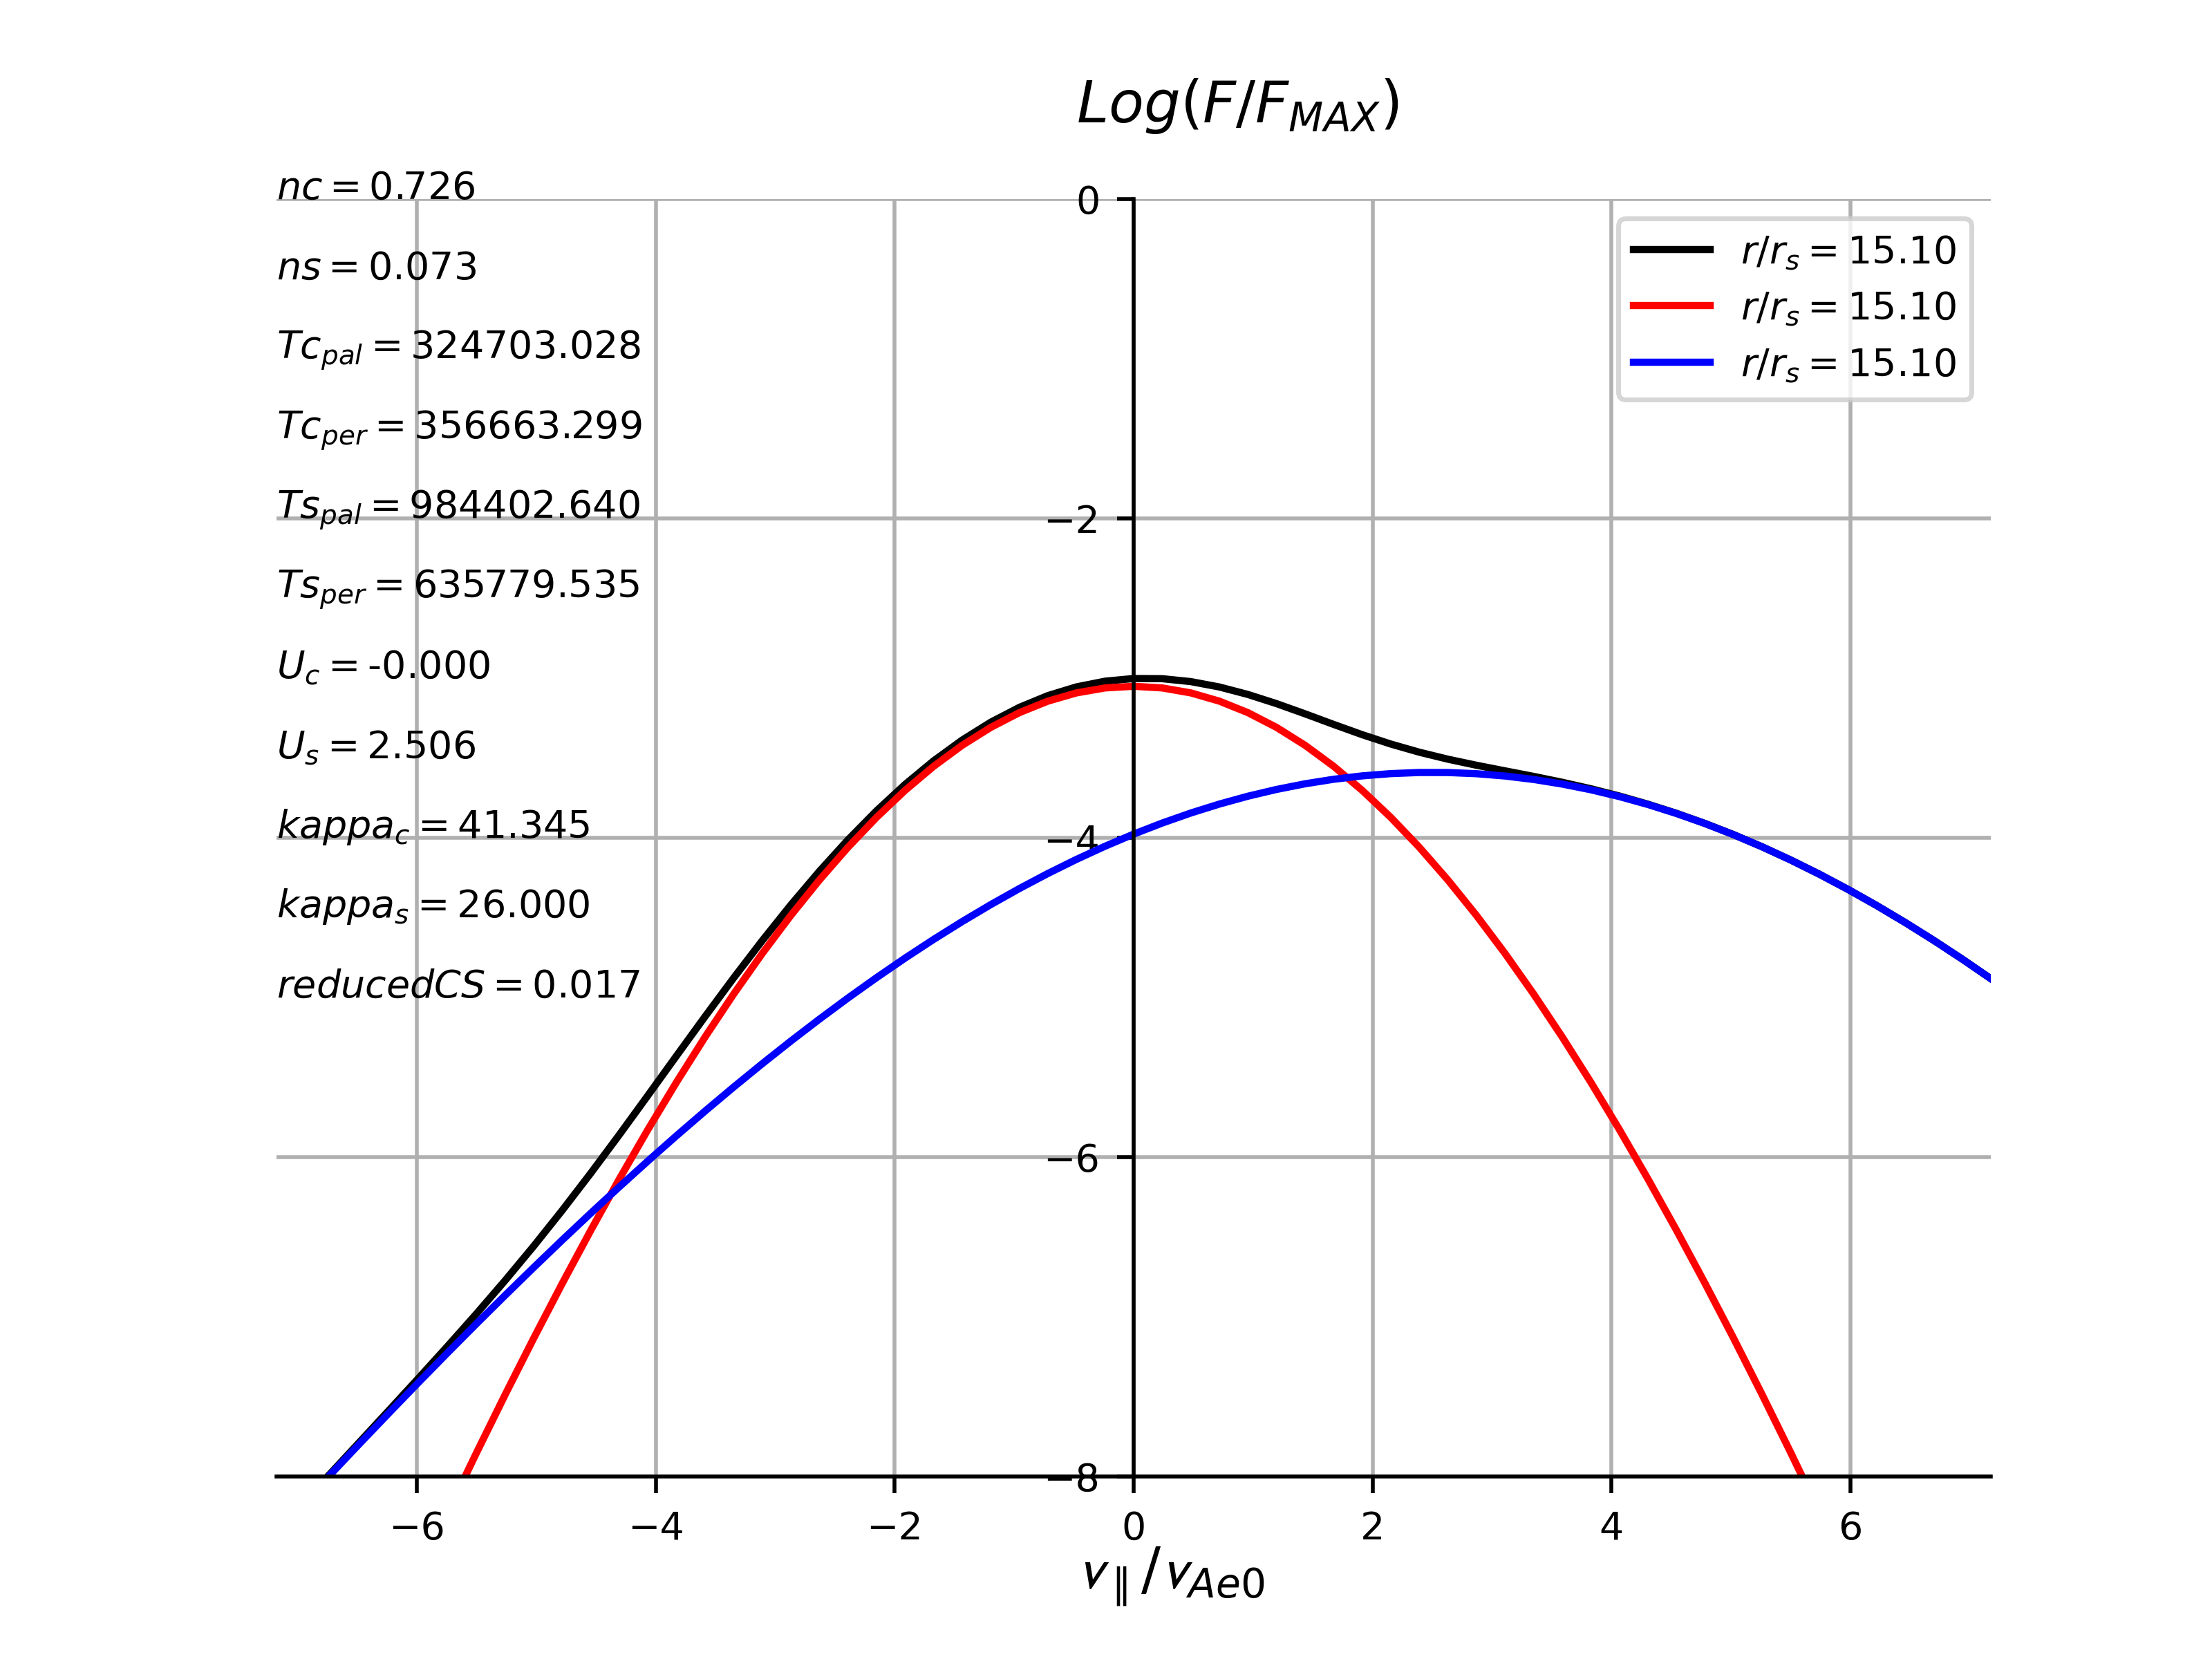 Log(F/F_MAX)
nc = 0.726
ns = 0.073
Tc_pal = 324703.028
Tc_per = 356663.299
Ts_pal = 984402.640
Ts_per = 635779.535
U_c = -0.000
U_s = 2.506
kappa_c = 41.345
kappa_s = 26.000
reducedCS = 0.017
0
−2
−4
−6
−8
r/r_s = 15.10
r/r_s = 15.10
r/r_s = 15.10
−6 −4 −2 0 2 4 6
v_∥/v_Ae0